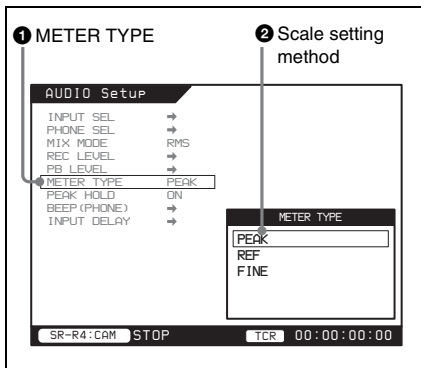 ❶ METER TYPE
❷ Scale setting
method
AUDIO Setup
INPUT SEL ➡
PHONE SEL ➡
MIX MODE RMS
REC LEVEL ➡
PB LEVEL ➡
METER TYPE PEAK
PEAK HOLD ON
BEEP(PHONE) ➡
INPUT DELAY ➡
METER TYPE
PEAK
REF
FINE
SR-R4:CAM STOP TCR 00:00:00:00